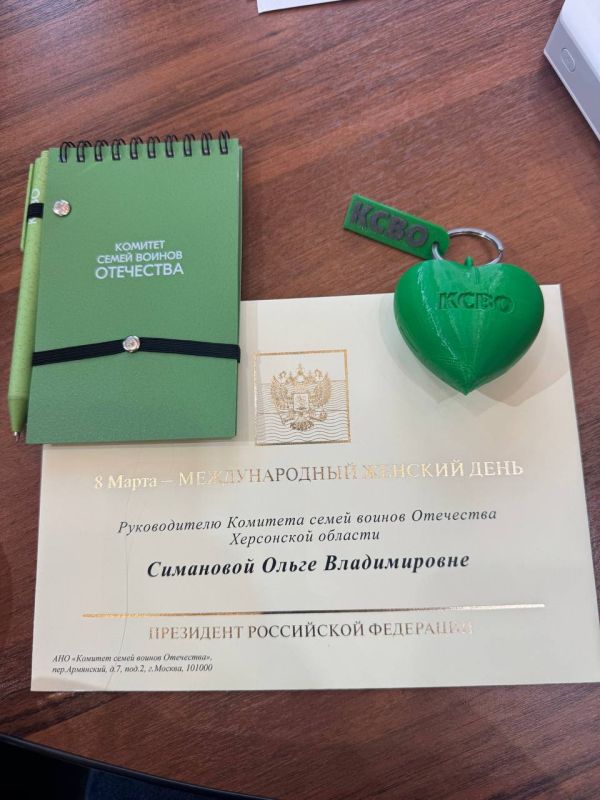 КОМИТЕТ
СЕМЕЙ ВОИНОВ
ОТЕЧЕСТВА
КСВО
КСВО
8 Марта – МЕЖДУНАРОДНЫЙ ЖЕНСКИЙ ДЕНЬ
Руководителю Комитета семей воинов Отечества
Херсонской области
Симановой Ольге Владимировне
ПРЕЗИДЕНТ РОССИЙСКОЙ ФЕДЕРАЦИИ
АНО «Комитет семей воинов Отечества»,
пер.Армянский, д.7, под.2, г.Москва, 101000